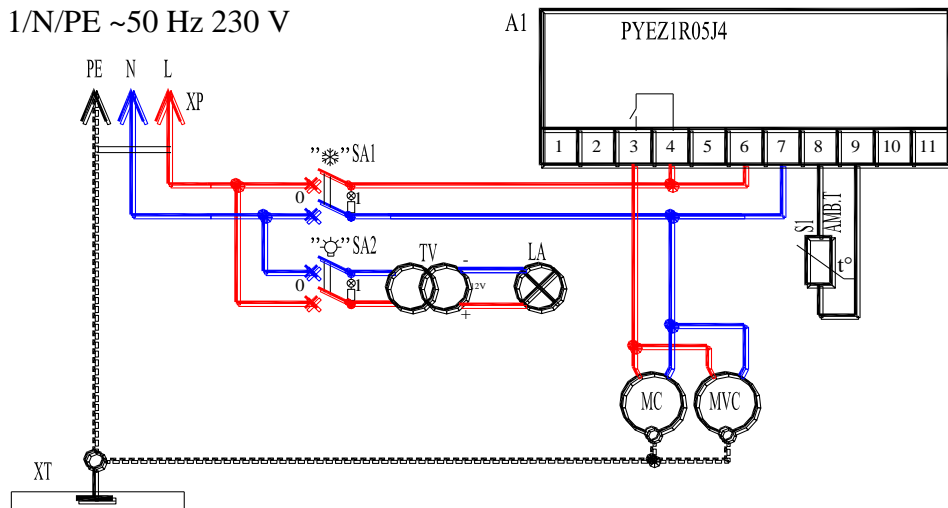 1/N/PE ~50 Hz 230 V
A1
PYEZ1R05J4
PE N L
XP
1 2 3 4 5 6 7 8 9 10 11
"❄" SA1
0 1
S1
AMB.T
"☼" SA2
TV - LA
t°
0 1
12V
+
MC MVC
XT